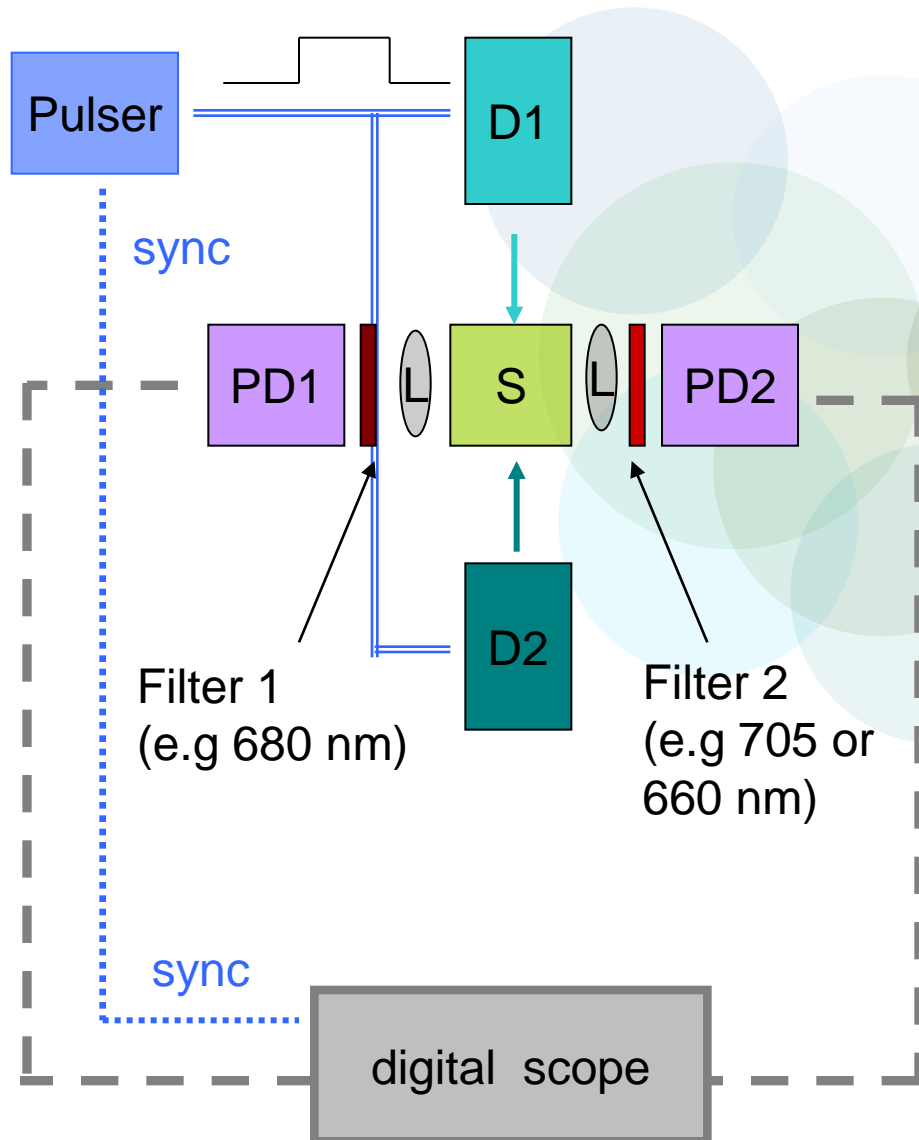 Pulser
D1
sync
PD1
L
S
L
PD2
D2
Filter 1
(e.g 680 nm)
Filter 2
(e.g 705 or
660 nm)
sync
digital scope